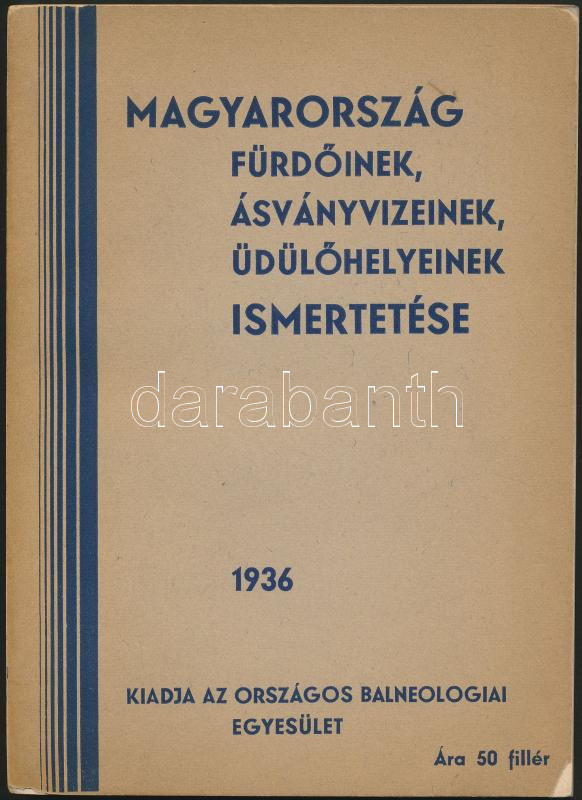 MAGYARORSZÁG
FÜRDŐINEK,
ÁSVÁNYVIZEINEK,
ÜDÜLŐHELYEINEK
ISMERTETÉSE
darabanth
1936
KIADJA AZ ORSZÁGOS BALNEOLOGIAI
EGYESÜLET
Ára 50 fillér